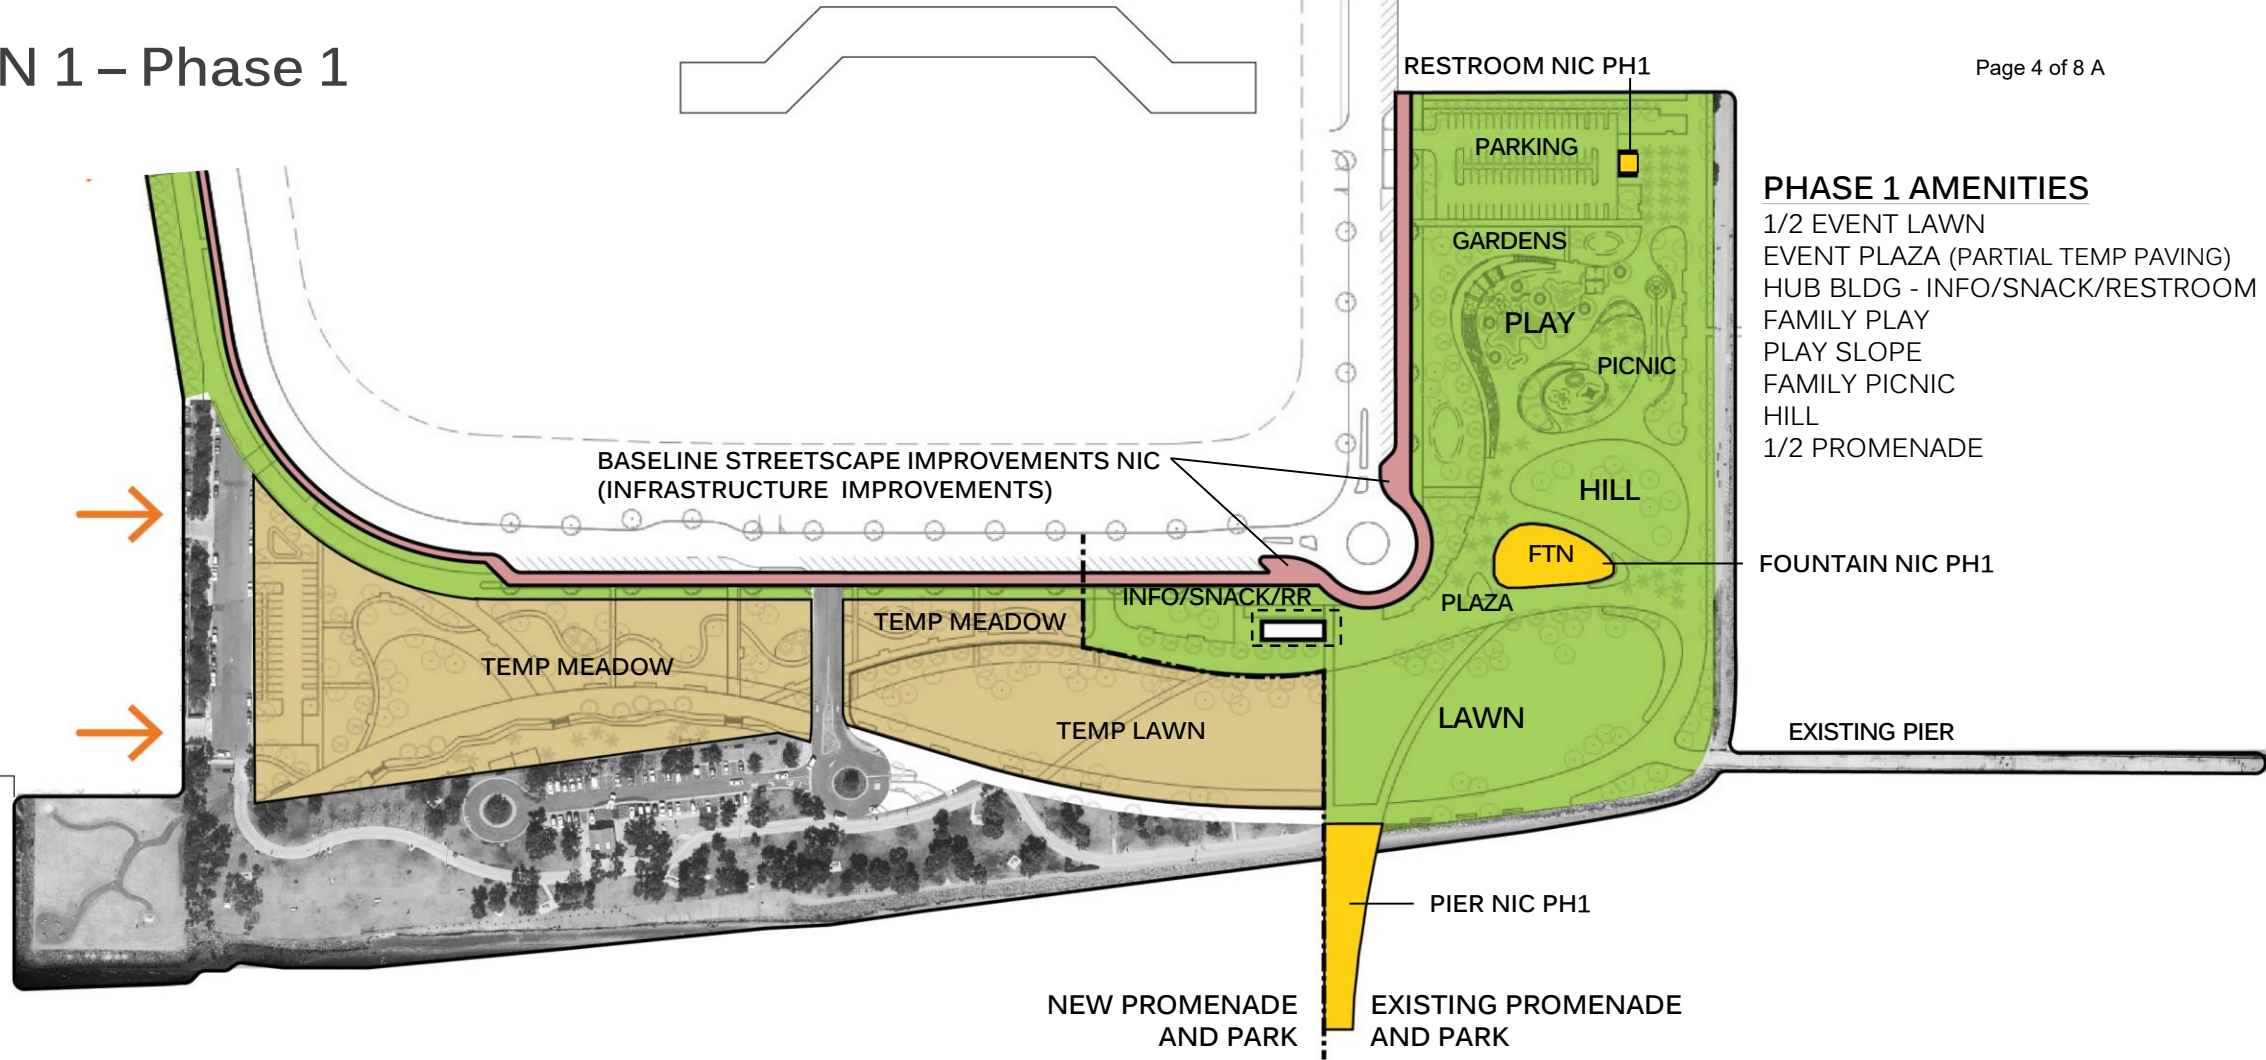 N 1 – Phase 1
Page 4 of 8 A
RESTROOM NIC PH1
PARKING
GARDENS
PLAY
PICNIC
HILL
FTN
PLAZA
LAWN
PHASE 1 AMENITIES
1/2 EVENT LAWN
EVENT PLAZA (PARTIAL TEMP PAVING)
HUB BLDG - INFO/SNACK/RESTROOM
FAMILY PLAY
PLAY SLOPE
FAMILY PICNIC
HILL
1/2 PROMENADE
BASELINE STREETSCAPE IMPROVEMENTS NIC
(INFRASTRUCTURE IMPROVEMENTS)
FOUNTAIN NIC PH1
INFO/SNACK/RR
TEMP MEADOW
TEMP MEADOW
TEMP LAWN
EXISTING PIER
PIER NIC PH1
NEW PROMENADE
AND PARK
EXISTING PROMENADE
AND PARK